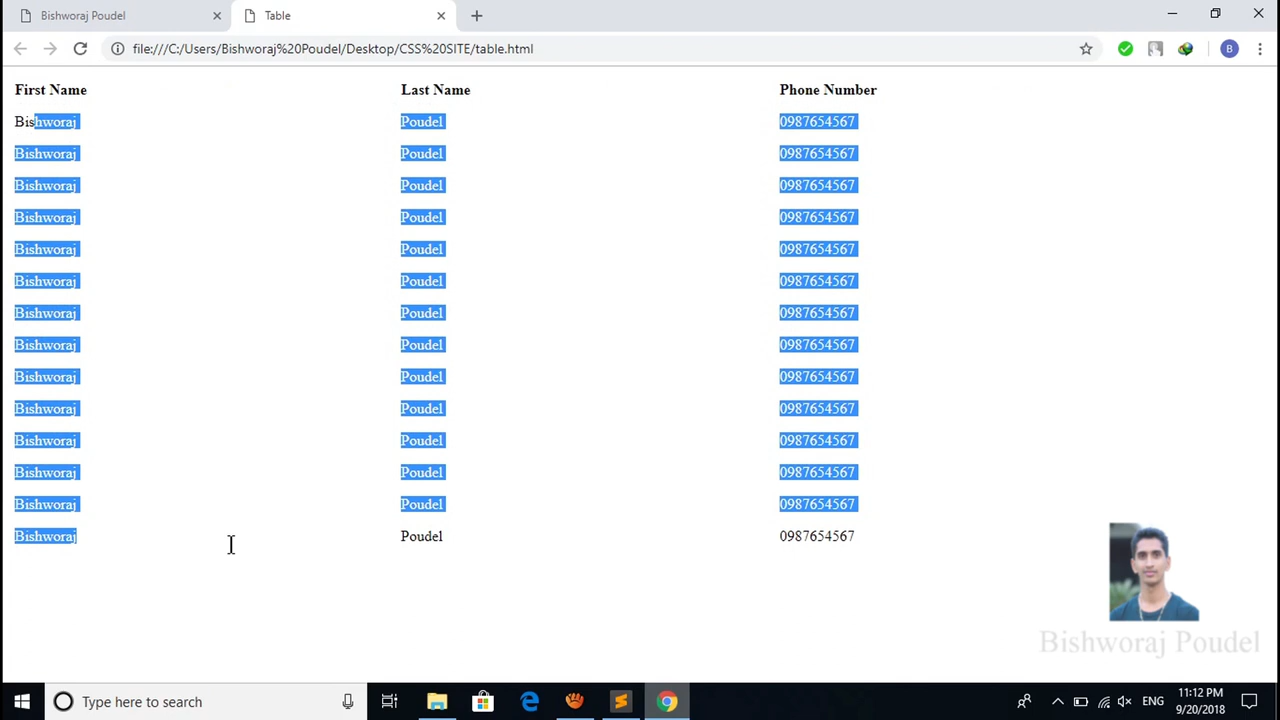 Bishworaj Poudel
Table
file:///C:/Users/Bishworaj%20Poudel/Desktop/CSS%20SITE/table.html
B
First Name Last Name Phone Number
Bishworaj Poudel 0987654567
Bishworaj Poudel 0987654567
Bishworaj Poudel 0987654567
Bishworaj Poudel 0987654567
Bishworaj Poudel 0987654567
Bishworaj Poudel 0987654567
Bishworaj Poudel 0987654567
Bishworaj Poudel 0987654567
Bishworaj Poudel 0987654567
Bishworaj Poudel 0987654567
Bishworaj Poudel 0987654567
Bishworaj Poudel 0987654567
Bishworaj Poudel 0987654567
Bishworaj Poudel 0987654567
Bishworaj Poudel
Type here to search
ENG
11:12 PM
9/20/2018